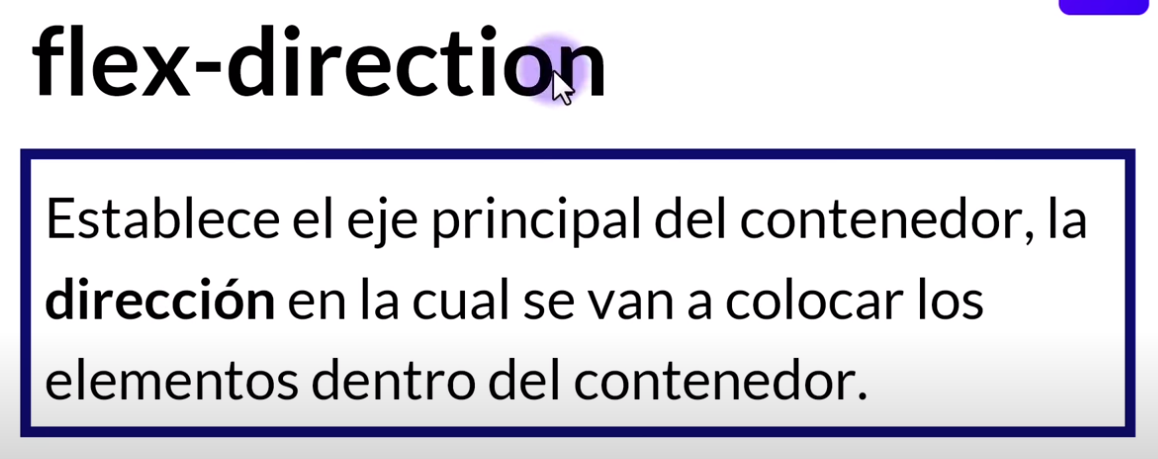 flex-direction
Establece el eje principal del contenedor, la
dirección en la cual se van a colocar los
elementos dentro del contenedor.